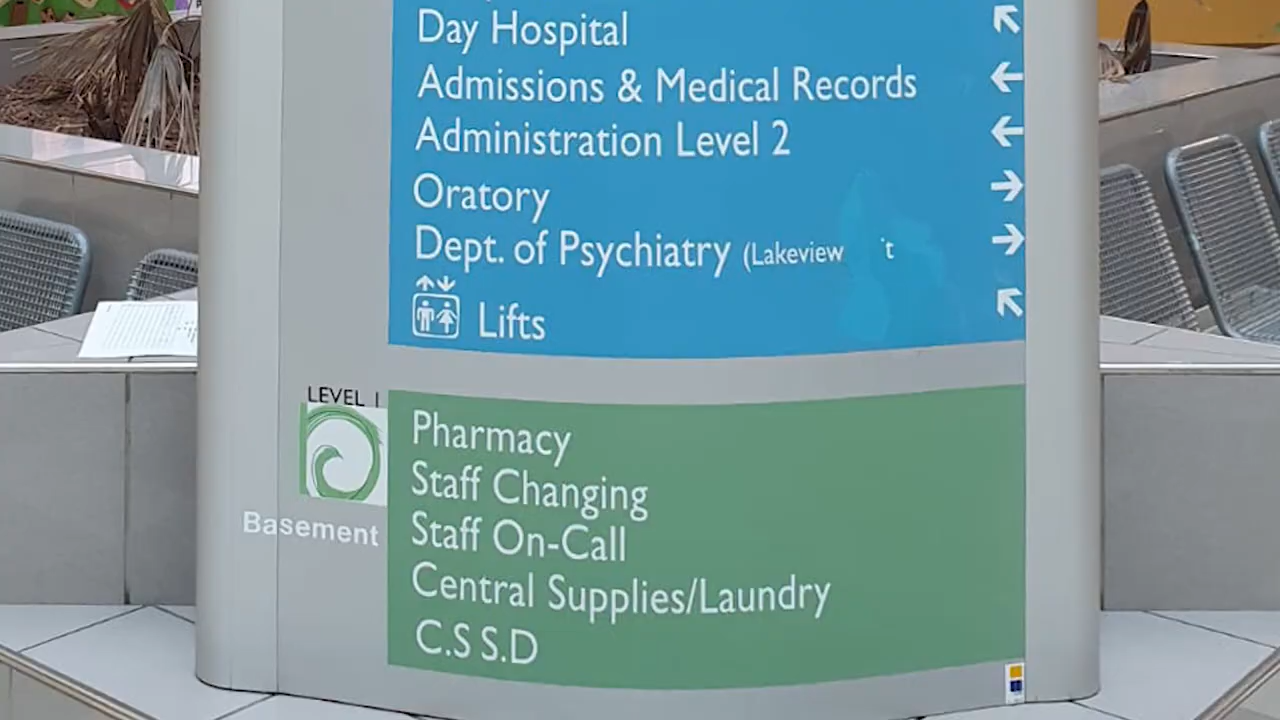 Day Hospital
Admissions & Medical Records
Administration Level 2
Oratory
Dept. of Psychiatry (Lakeview t
Lifts
LEVEL 1
Basement
Pharmacy
Staff Changing
Staff On-Call
Central Supplies/Laundry
C.S S.D